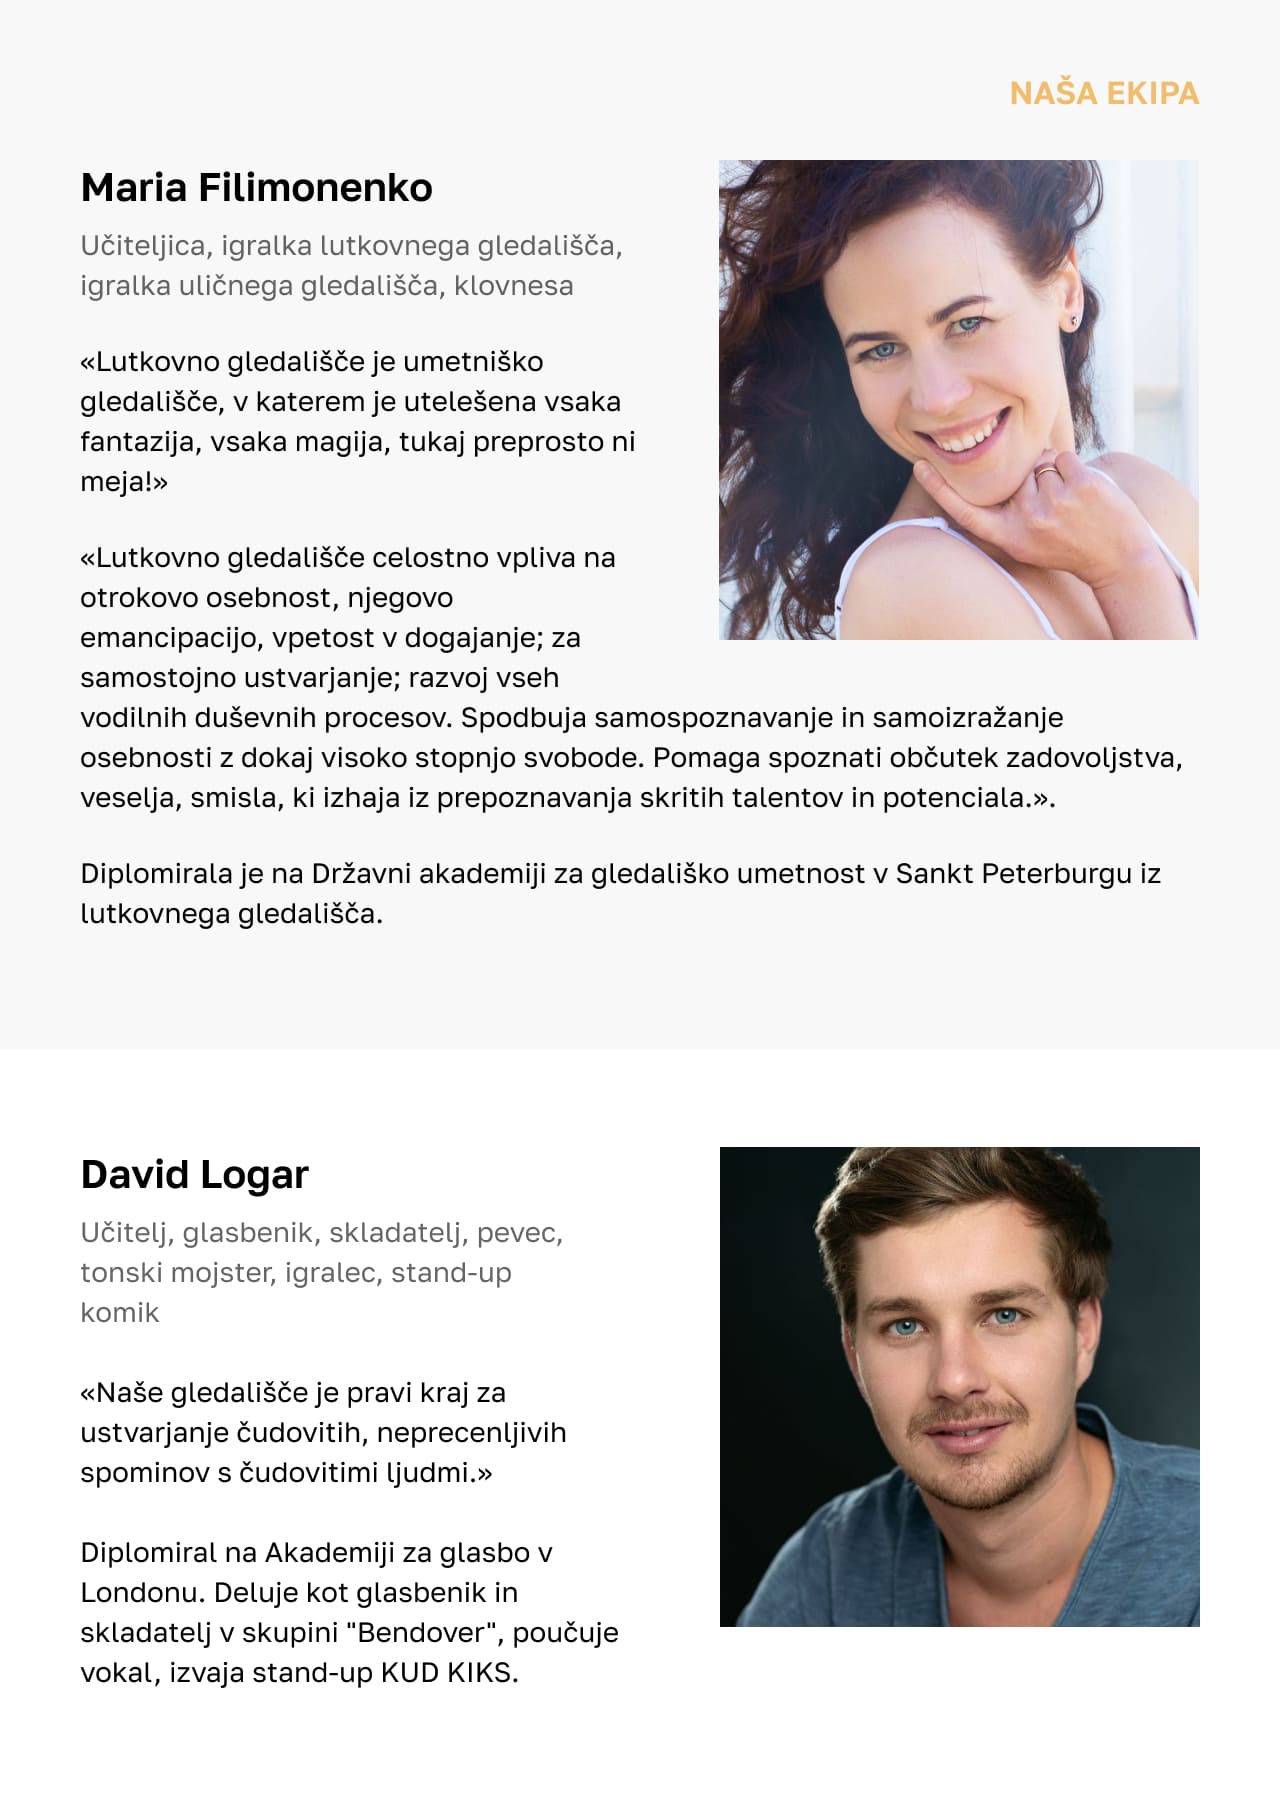 NAŠA EKIPA
Maria Filimonenko
Učiteljica, igralka lutkovnega gledališča,
igralka uličnega gledališča, klovnesa
«Lutkovno gledališče je umetniško
gledališče, v katerem je utelešena vsaka
fantazija, vsaka magija, tukaj preprosto ni
meja!»
«Lutkovno gledališče celostno vpliva na
otrokovo osebnost, njegovo
emancipacijo, vpetost v dogajanje; za
samostojno ustvarjanje; razvoj vseh
vodilnih duševnih procesov. Spodbuja samospoznavanje in samoizražanje
osebnosti z dokaj visoko stopnjo svobode. Pomaga spoznati občutek zadovoljstva,
veselja, smisla, ki izhaja iz prepoznavanja skritih talentov in potenciala.».
Diplomirala je na Državni akademiji za gledališko umetnost v Sankt Peterburgu iz
lutkovnega gledališča.
David Logar
Učitelj, glasbenik, skladatelj, pevec,
tonski mojster, igralec, stand-up
komik
«Naše gledališče je pravi kraj za
ustvarjanje čudovitih, neprecenljivih
spominov s čudovitimi ljudmi.»
Diplomiral na Akademiji za glasbo v
Londonu. Deluje kot glasbenik in
skladatelj v skupini "Bendover", poučuje
vokal, izvaja stand-up KUD KIKS.